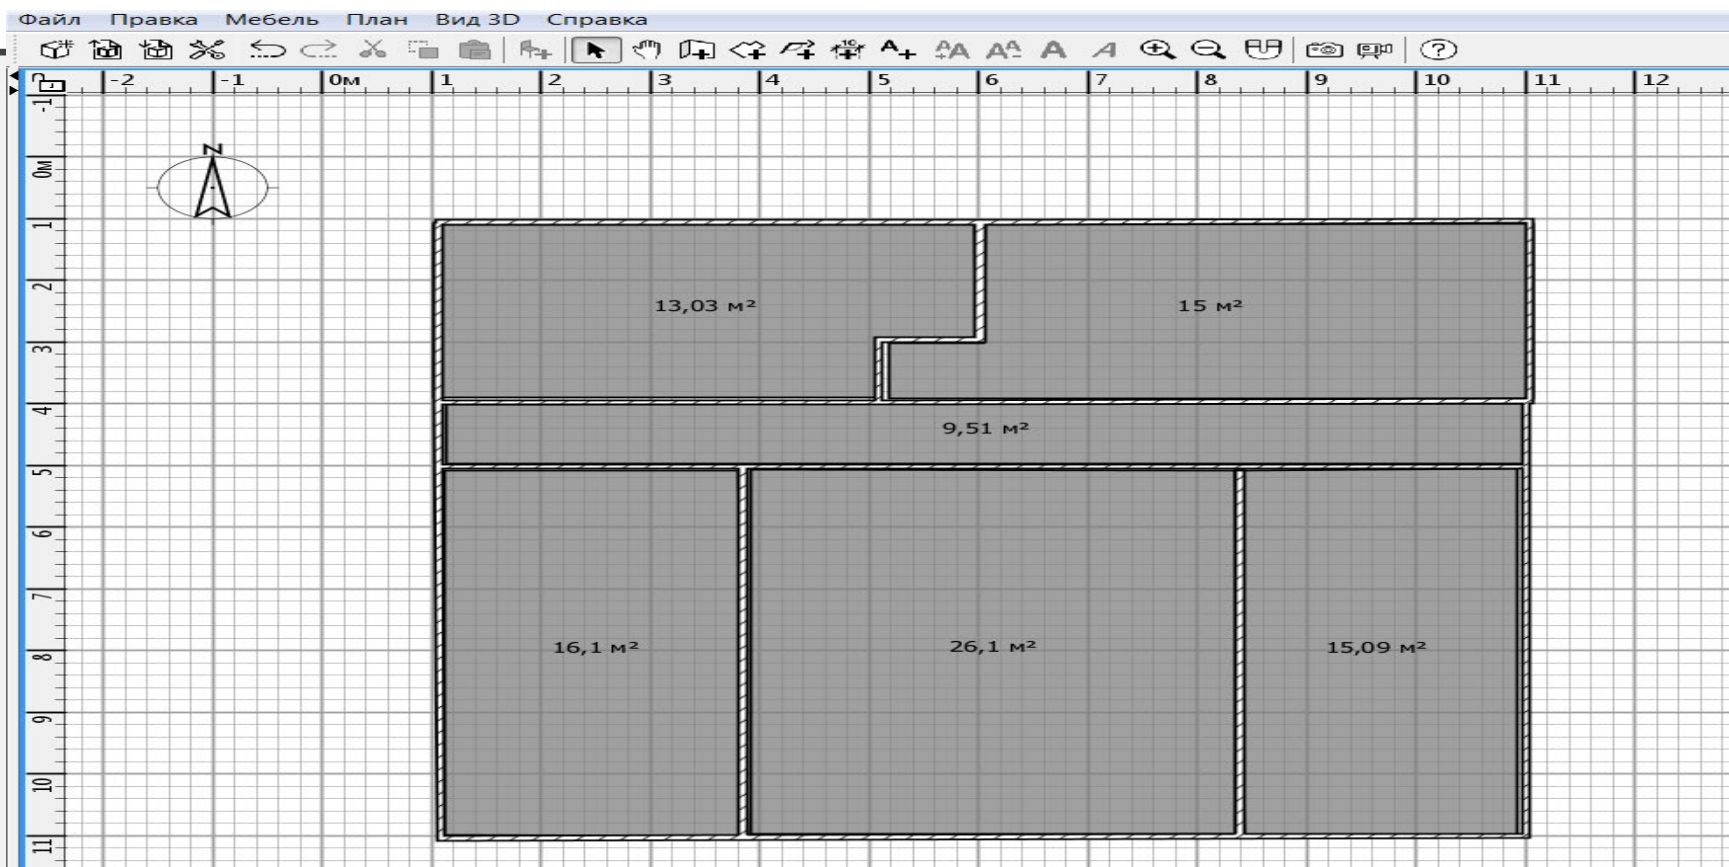 Файл Правка Мебель План Вид 3D Справка
-2 -1 0м 1 2 3 4 5 6 7 8 9 10 11 12
-1
0м
1
2
3
4
5
6
7
8
9
10
11
N
13,03 м²
15 м²
9,51 м²
16,1 м²
26,1 м²
15,09 м²